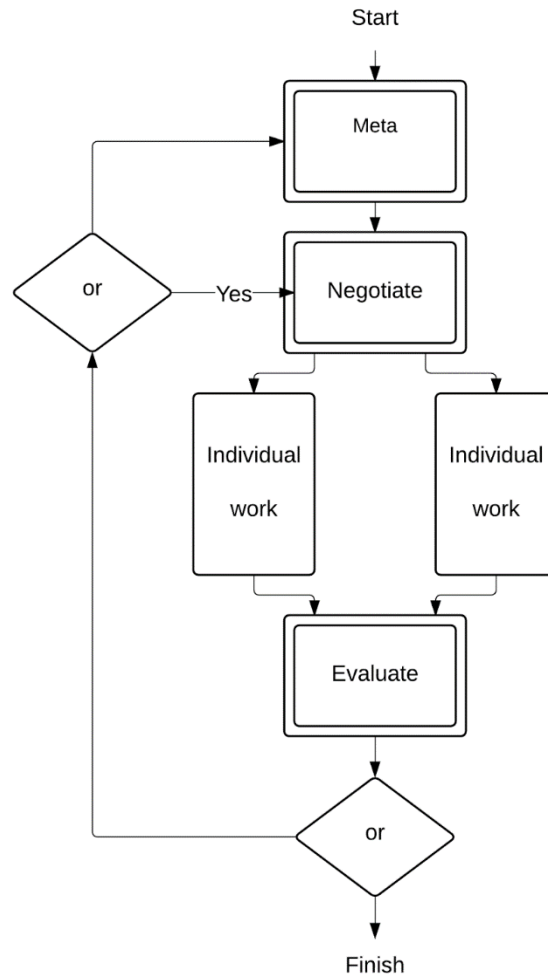 Start
Meta
or
Yes
Negotiate
Individual
work
Individual
work
Evaluate
or
Finish